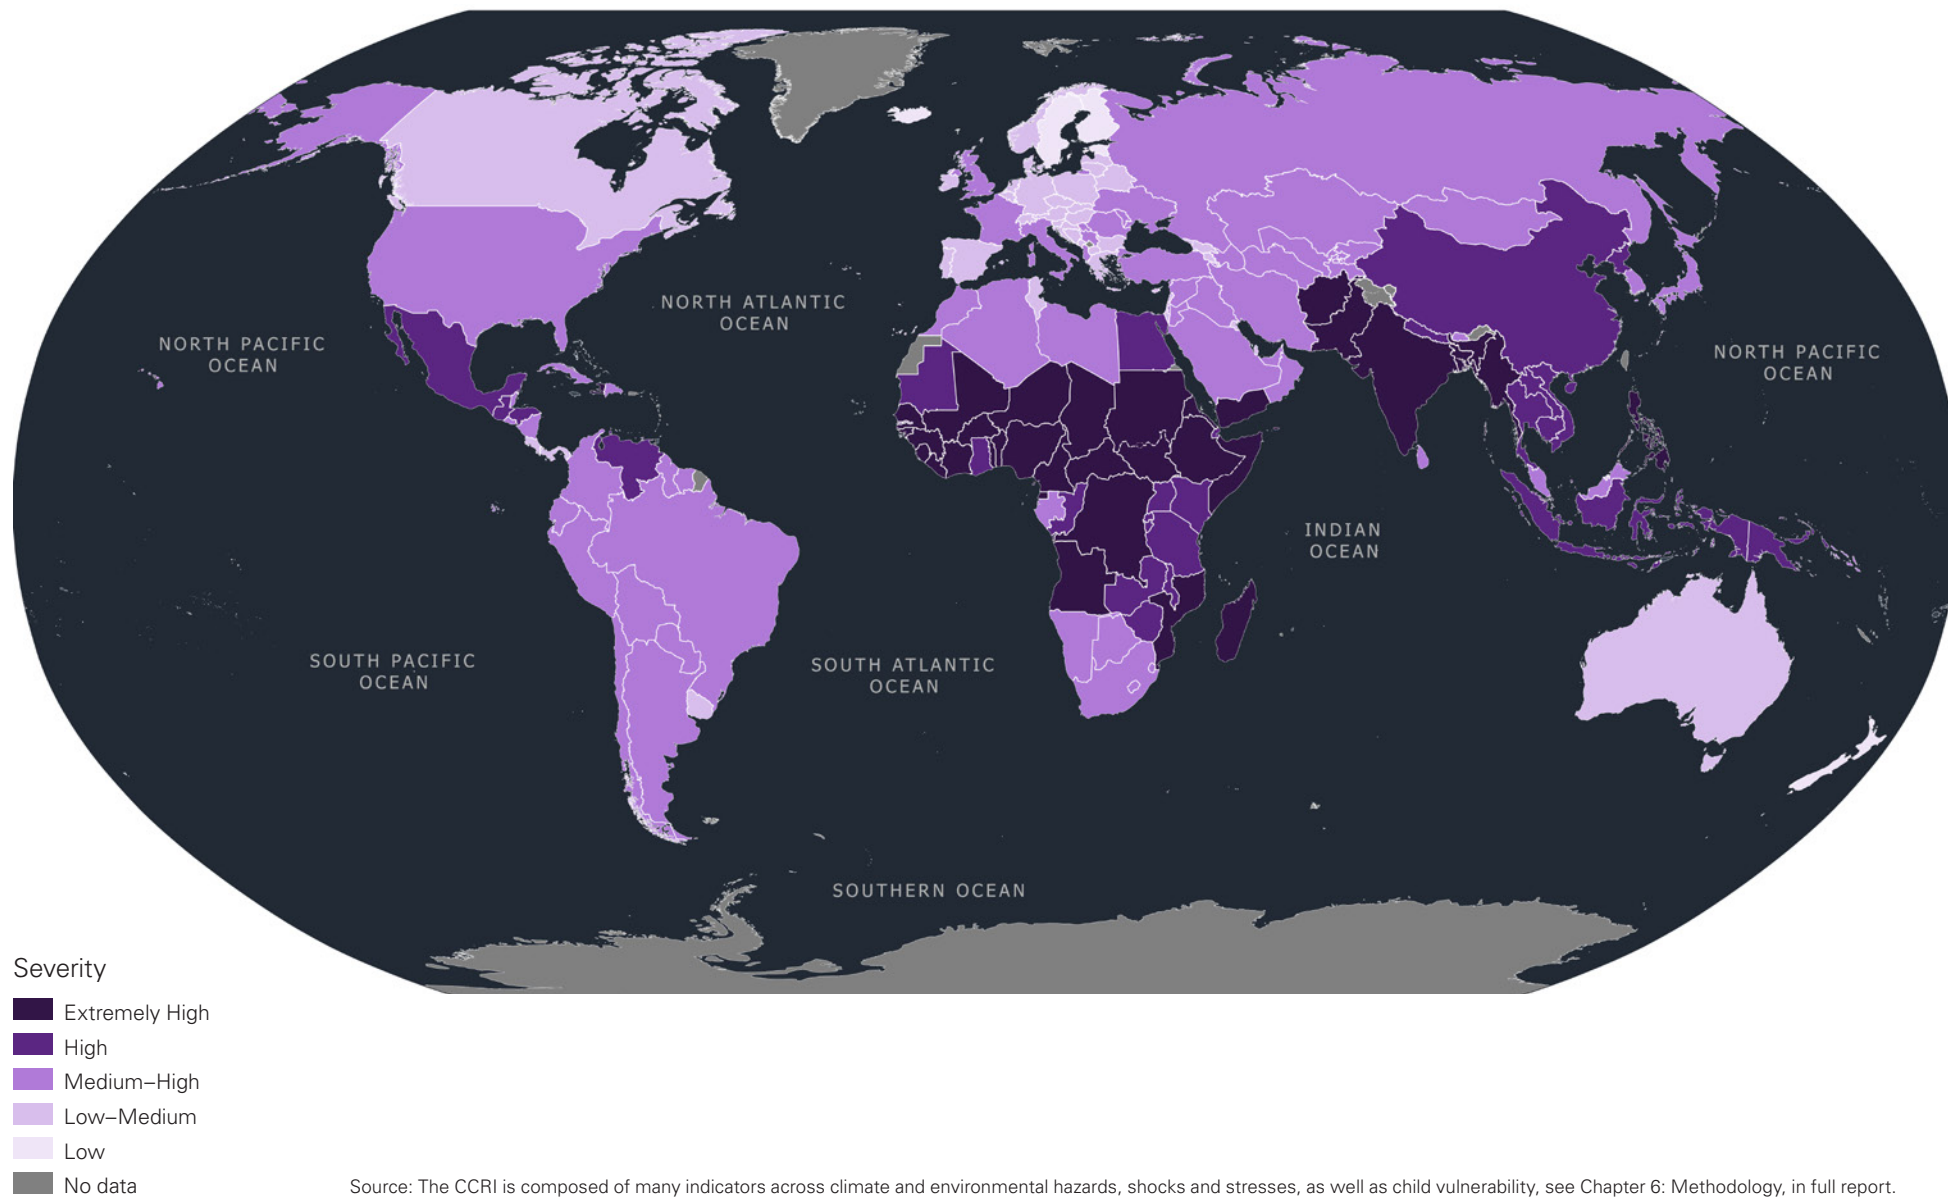 NORTH ATLANTIC
OCEAN
NORTH PACIFIC
OCEAN
NORTH PACIFIC
OCEAN
INDIAN
OCEAN
SOUTH PACIFIC
OCEAN
SOUTH ATLANTIC
OCEAN
SOUTHERN OCEAN
Severity
Extremely High
High
Medium–High
Low–Medium
Low
No data
Source: The CCRI is composed of many indicators across climate and environmental hazards, shocks and stresses, as well as child vulnerability, see Chapter 6: Methodology, in full report.